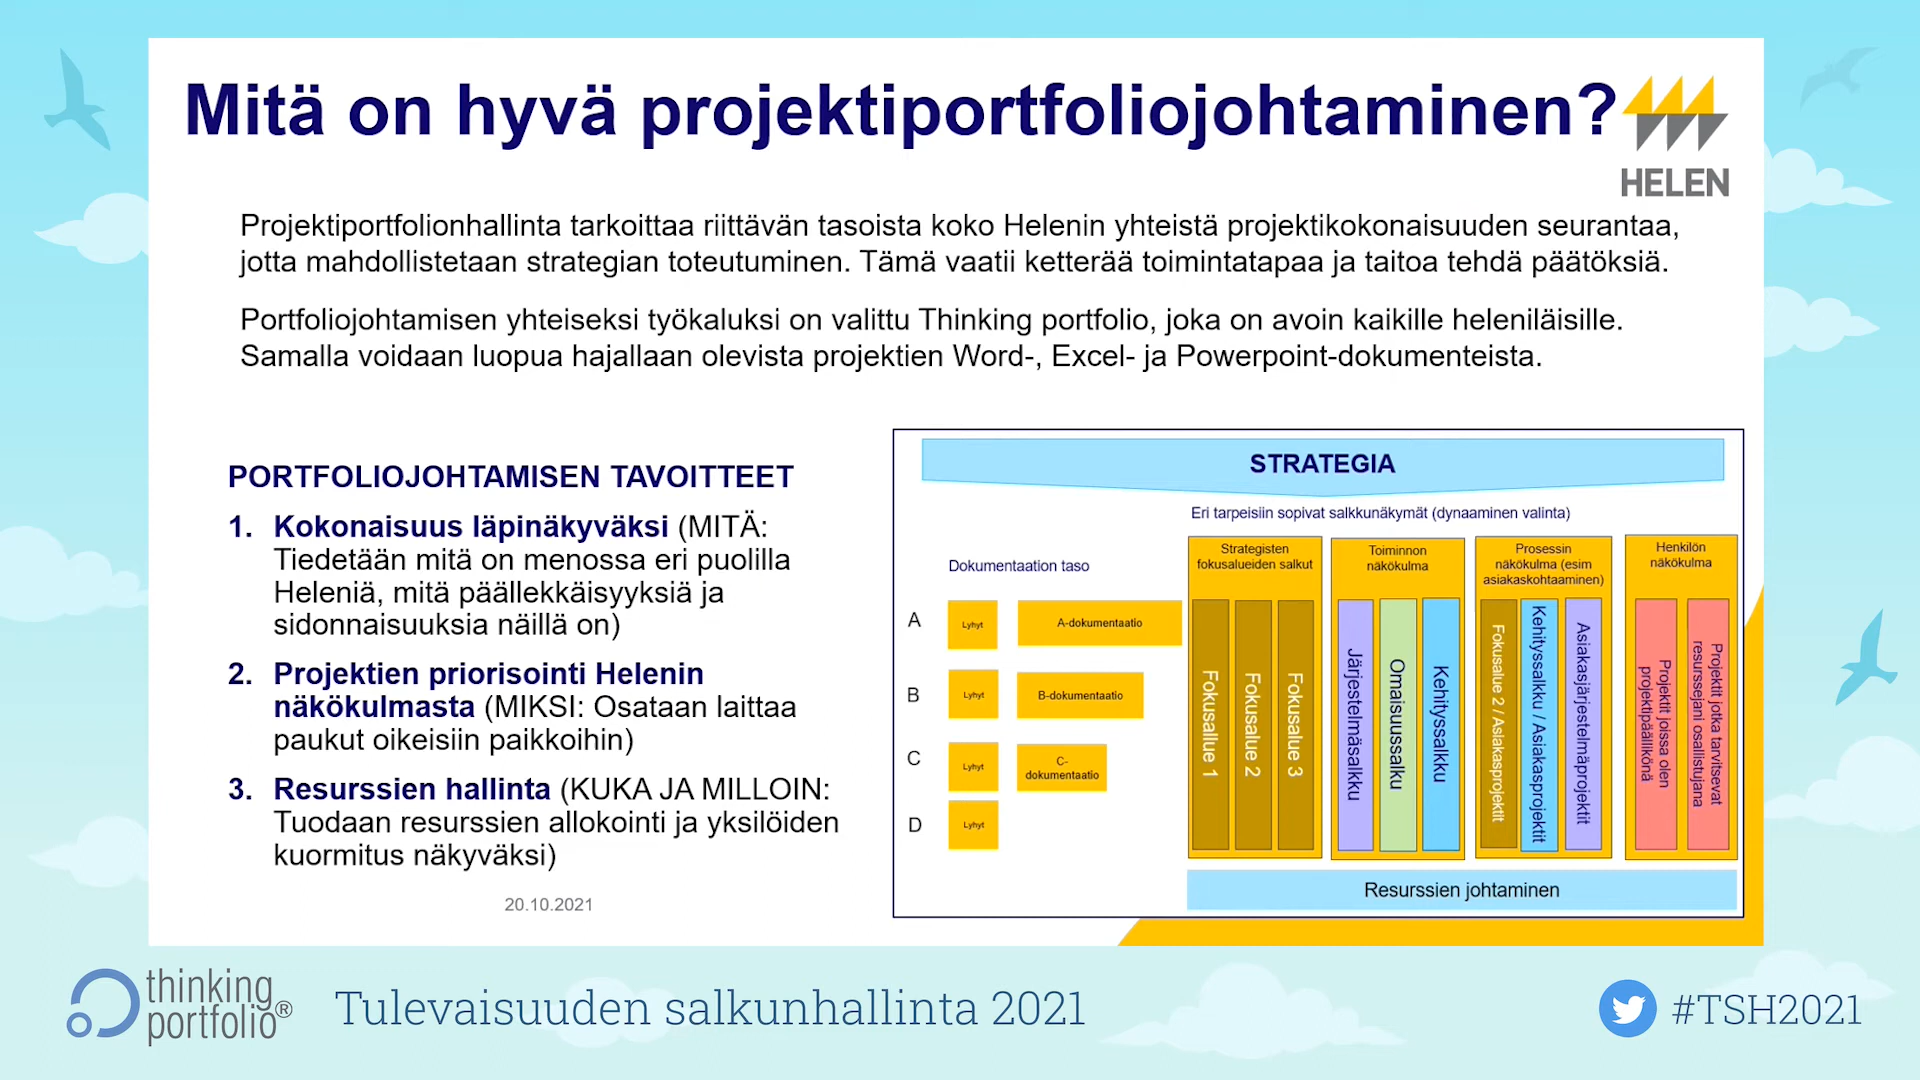 Mitä on hyvä projektiportfoliojohtaminen?
HELEN
Projektiportfolionhallinta tarkoittaa riittävän tasoista koko Helenin yhteistä projektikokonaisuuden seurantaa,
jotta mahdollistetaan strategian toteutuminen. Tämä vaatii ketterää toimintatapaa ja taitoa tehdä päätöksiä.
Portfoliojohtamisen yhteiseksi työkaluksi on valittu Thinking portfolio, joka on avoin kaikille heleniläisille.
Samalla voidaan luopua hajallaan olevista projektien Word-, Excel- ja Powerpoint-dokumenteista.
PORTFOLIOJOHTAMISEN TAVOITTEET
1. Kokonaisuus läpinäkyväksi (MITÄ:
Tiedetään mitä on menossa eri puolilla
Heleniä, mitä päällekkäisyyksiä ja
sidonnaisuuksia näillä on)
2. Projektien priorisointi Helenin
näkökulmasta (MIKSI: Osataan laittaa
paukut oikeisiin paikkoihin)
3. Resurssien hallinta (KUKA JA MILLOIN:
Tuodaan resurssien allokointi ja yksilöiden
kuormitus näkyväksi)
20.10.2021
STRATEGIA
Eri tarpeisiin sopivat salkkunäkymät (dynaaminen valinta)
Dokumentaation taso
A
Lyhyt
A-dokumentaatio
B
Lyhyt
B-dokumentaatio
C
Lyhyt
C-
dokumentaatio
D
Lyhyt
Strategisten
fokusalueiden salkut
Fokusallue 1
Fokusalue 2
Fokusalue 3
Toiminnon
näkökulma
Järjestelmäsalkku
Omaisuussalku
Kehityssalkku
Prosessin
näkökulma (esim
asiakaskohtaaminen)
Fokusalue 2 / Asiakasprojektit
Kehityssalkku / Asiakasprojektit
Asiakasjärjestelmäprojektit
Henkilön
näkökulma
Projektit joissa olen
projektipäällikönä
Projektit jotka tarvitsevat
resurssejani osallistujana
Resurssien johtaminen
thinking
portfolio®
Tulevaisuuden salkunhallinta 2021
#TSH2021